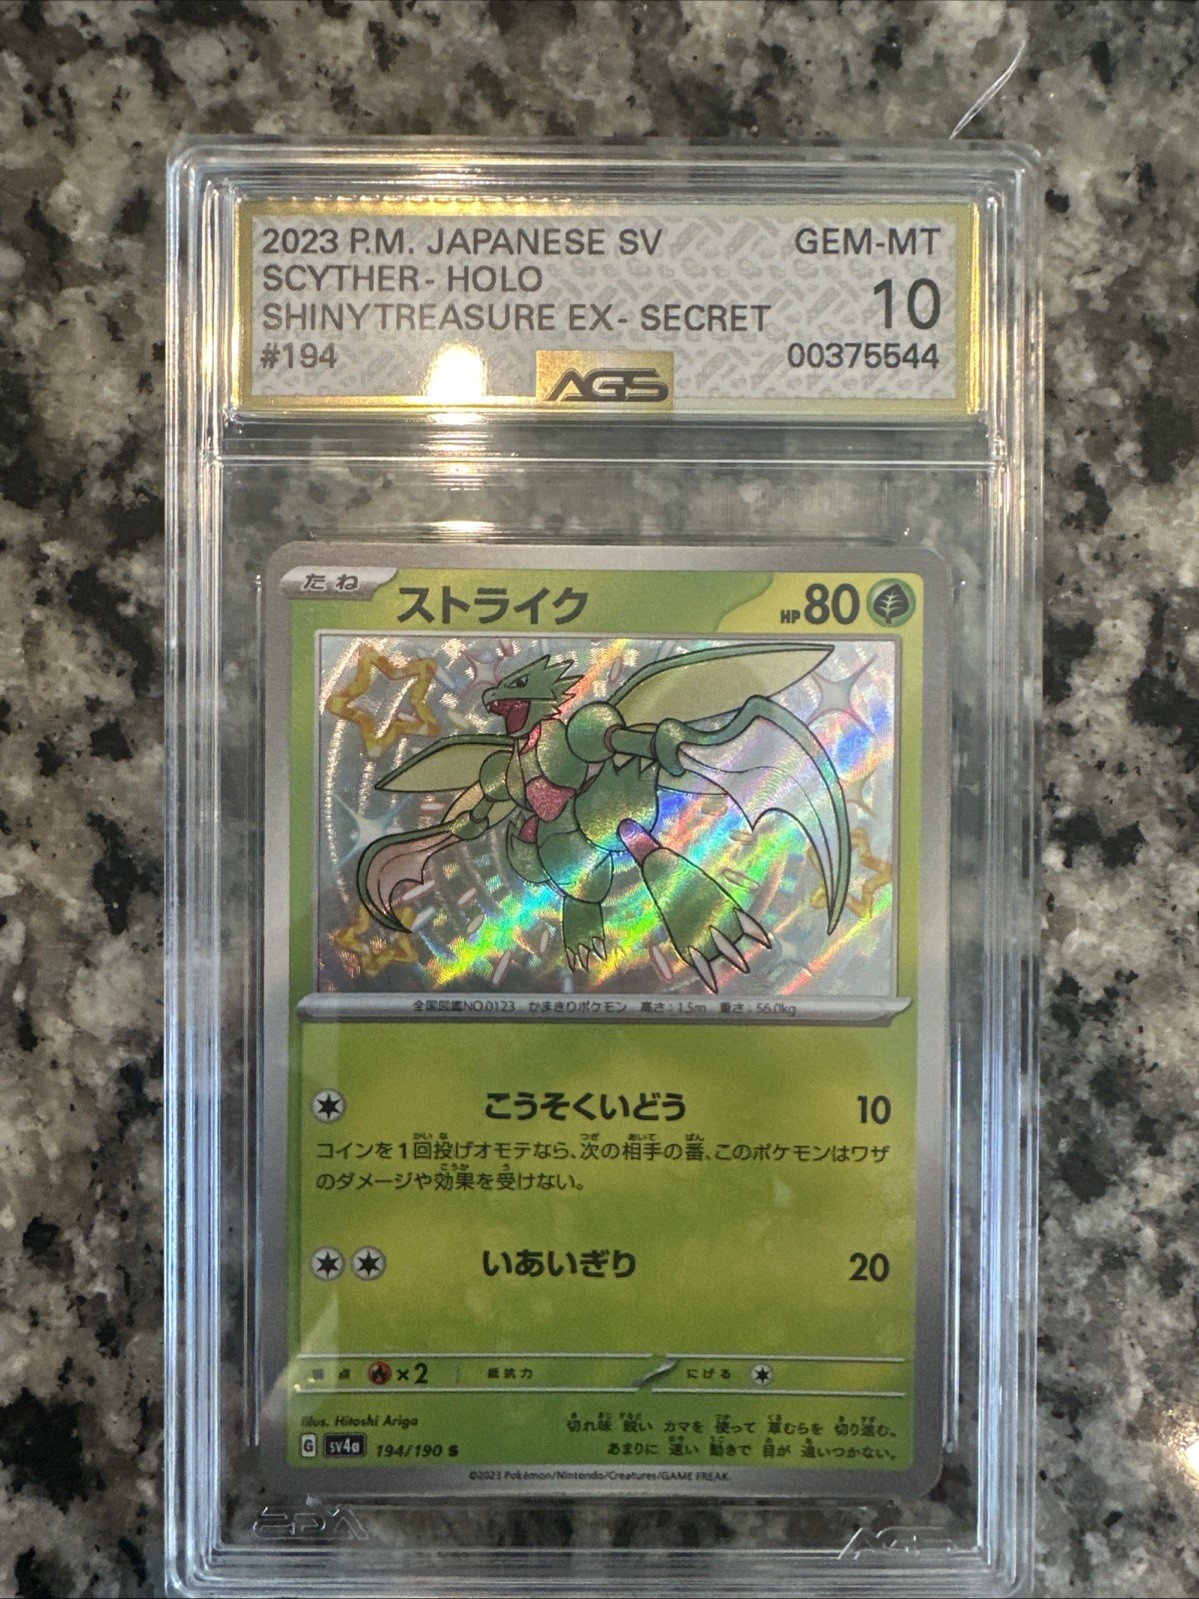 2023 P.M. JAPANESE SV GEM-MT
SCYTHER - HOLO 10
SHINY TREASURE EX - SECRET
#194 00375544
AGS
たね ストライク HP 80
全国図鑑NO.0123 かまきりポケモン 高さ：1.5m 重さ：56.0kg
こうそくいどう 10
コインを1回投げオモテなら、次の相手の番、このポケモンはワザ
のダメージや効果を受けない。
いあいぎり 20
弱点 ×2 抵抗力 にげる
Illus. Hitoshi Ariga
切れ味 鋭い カマを 使って 草むらを 切り進む。
あまりに 速い 動きで 目が 追いつかない。
G sv4a 194/190 S
©2023 Pokémon/Nintendo/Creatures/GAME FREAK.
AGS